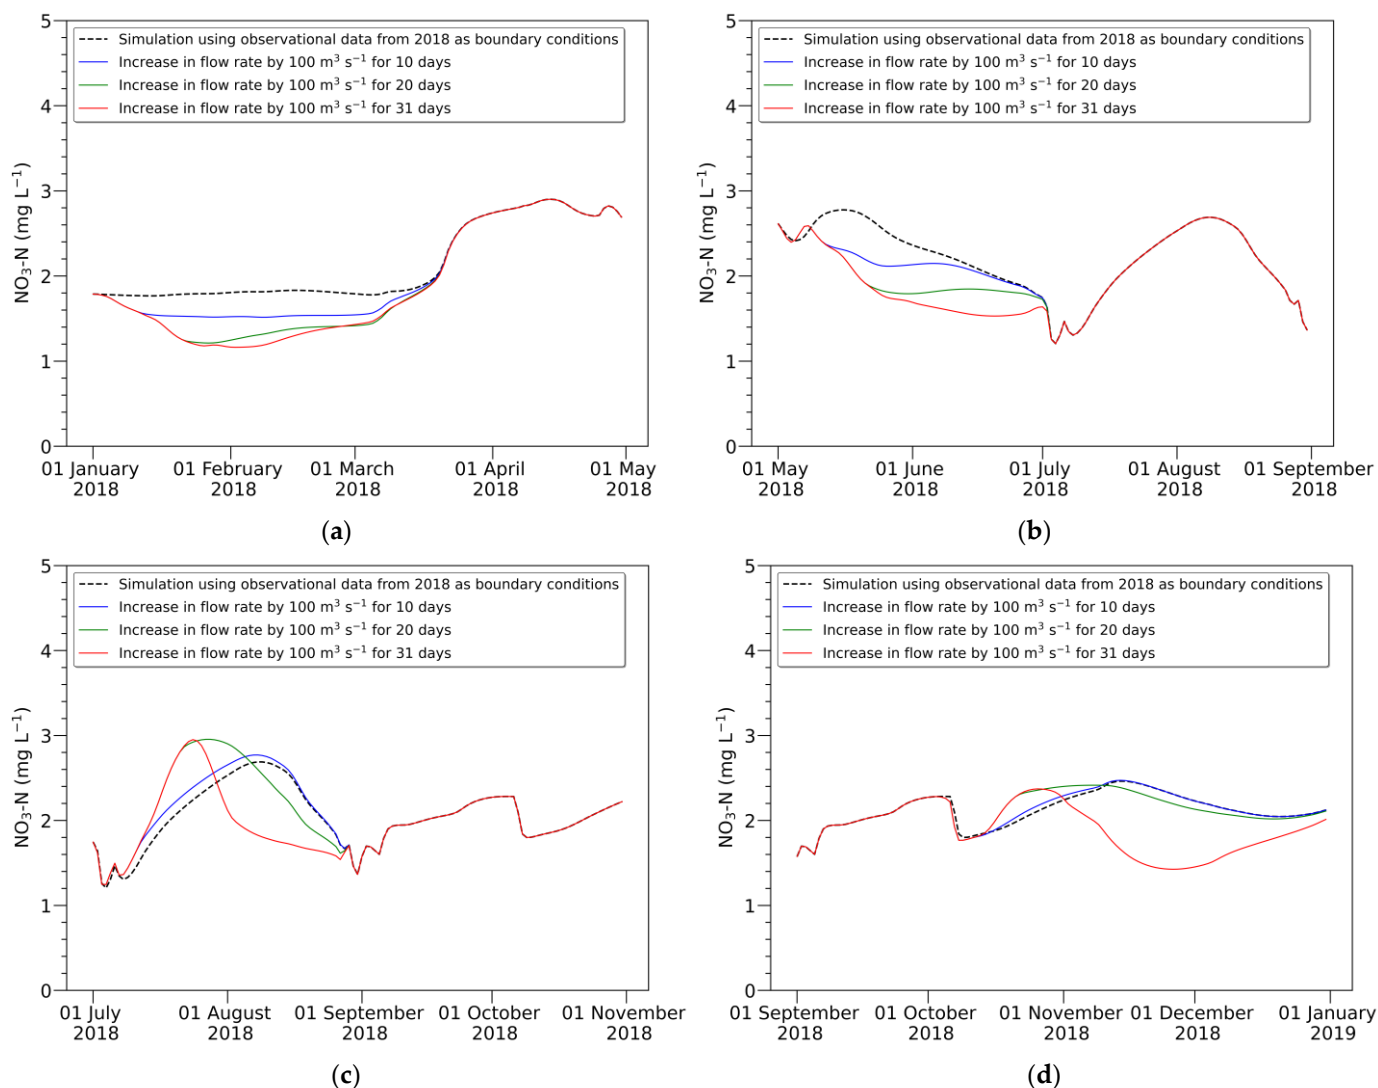 Simulation using observational data from 2018 as boundary conditions
Increase in flow rate by 100 m³ s⁻¹ for 10 days
Increase in flow rate by 100 m³ s⁻¹ for 20 days
Increase in flow rate by 100 m³ s⁻¹ for 31 days
NO₃-N (mg L⁻¹)
5
4
3
2
1
0
01 January 2018
01 February 2018
01 March 2018
01 April 2018
01 May 2018
(a)
Simulation using observational data from 2018 as boundary conditions
Increase in flow rate by 100 m³ s⁻¹ for 10 days
Increase in flow rate by 100 m³ s⁻¹ for 20 days
Increase in flow rate by 100 m³ s⁻¹ for 31 days
NO₃-N (mg L⁻¹)
5
4
3
2
1
0
01 May 2018
01 June 2018
01 July 2018
01 August 2018
01 September 2018
(b)
Simulation using observational data from 2018 as boundary conditions
Increase in flow rate by 100 m³ s⁻¹ for 10 days
Increase in flow rate by 100 m³ s⁻¹ for 20 days
Increase in flow rate by 100 m³ s⁻¹ for 31 days
NO₃-N (mg L⁻¹)
5
4
3
2
1
0
01 July 2018
01 August 2018
01 September 2018
01 October 2018
01 November 2018
(c)
Simulation using observational data from 2018 as boundary conditions
Increase in flow rate by 100 m³ s⁻¹ for 10 days
Increase in flow rate by 100 m³ s⁻¹ for 20 days
Increase in flow rate by 100 m³ s⁻¹ for 31 days
NO₃-N (mg L⁻¹)
5
4
3
2
1
0
01 September 2018
01 October 2018
01 November 2018
01 December 2018
01 January 2019
(d)